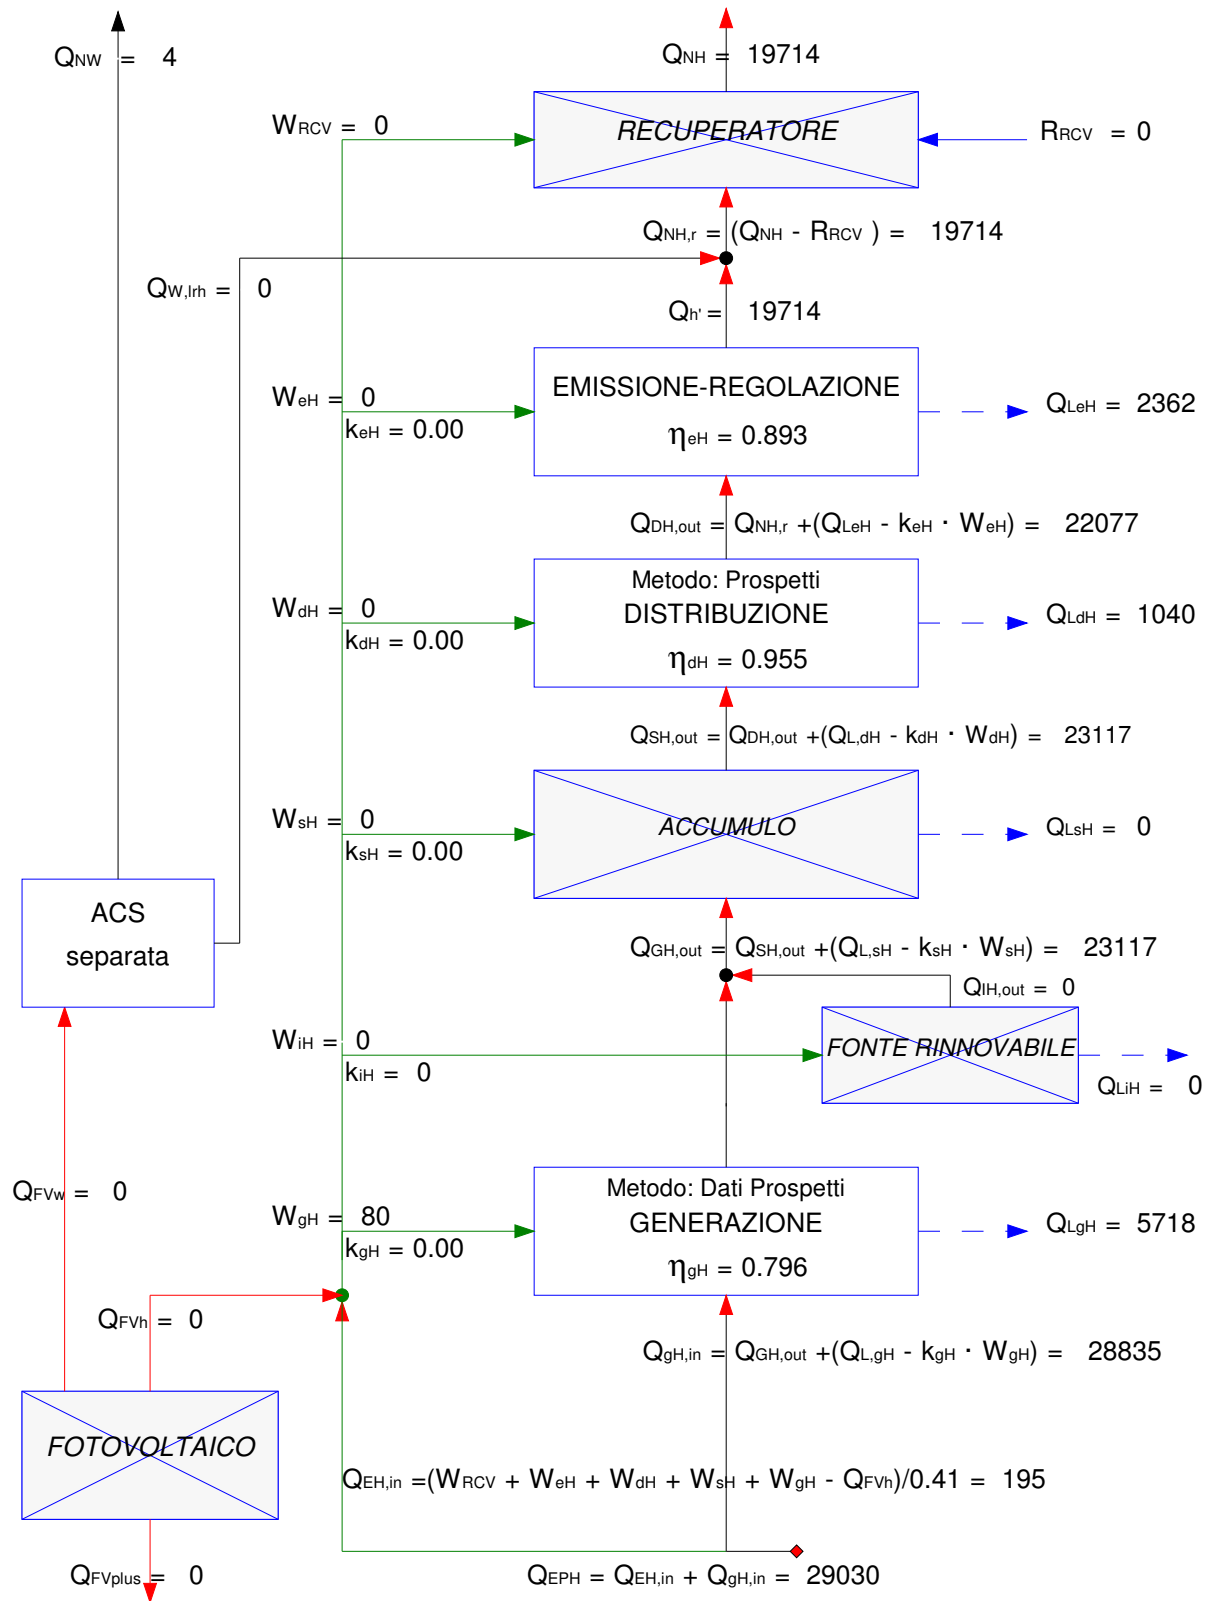 QNW = 4
QNH = 19714
WRCV = 0
RECUPERATORE
RRCV = 0
QNH,r = (QNH - RRCV ) = 19714
QW,lrh = 0
Qh' = 19714
WeH = 0
keH = 0.00
EMISSIONE-REGOLAZIONE
ηeH = 0.893
QLeH = 2362
QDH,out = QNH,r +(QLeH - keH · WeH) = 22077
WdH = 0
kdH = 0.00
Metodo: Prospetti
DISTRIBUZIONE
ηdH = 0.955
QLdH = 1040
QSH,out = QDH,out +(QL,dH - kdH · WdH) = 23117
WsH = 0
ksH = 0.00
ACCUMULO
QLsH = 0
ACS
separata
QGH,out = QSH,out +(QL,sH - ksH · WsH) = 23117
QIH,out = 0
WiH = 0
kiH = 0
FONTE RINNOVABILE
QLiH = 0
QFVw = 0
WgH = 80
kgH = 0.00
Metodo: Dati Prospetti
GENERAZIONE
ηgH = 0.796
QLgH = 5718
QFVh = 0
QgH,in = QGH,out +(QL,gH - kgH · WgH) = 28835
FOTOVOLTAICO
QEH,in =(WRCV + WeH + WdH + WsH + WgH - QFVh)/0.41 = 195
QFVplus = 0
QEPH = QEH,in + QgH,in = 29030